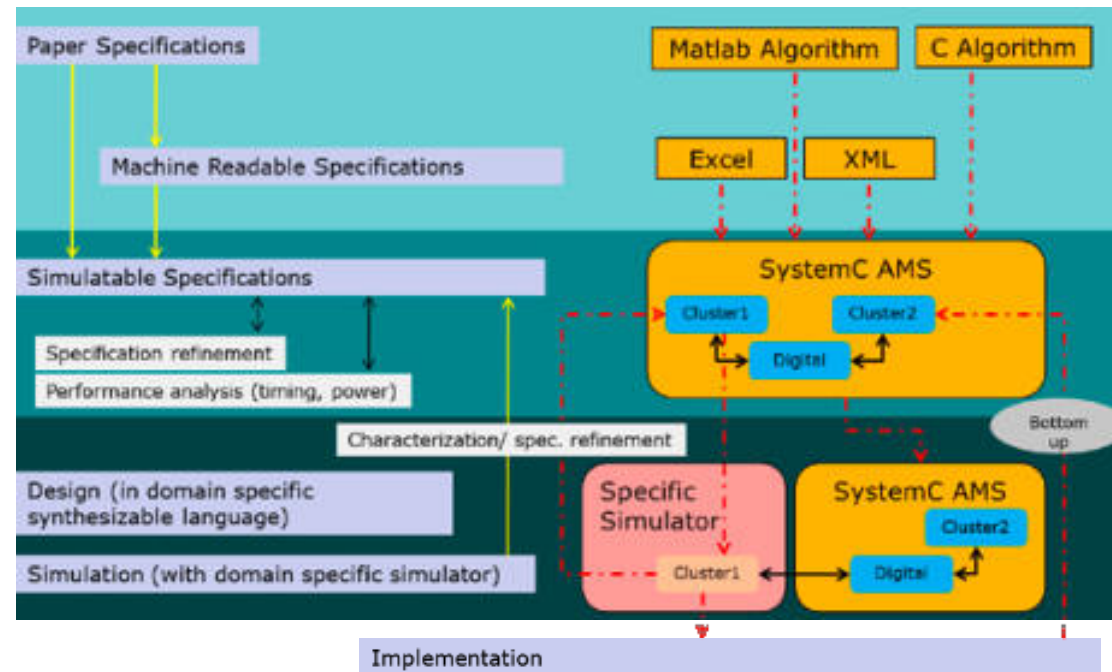 Paper Specifications
Matlab Algorithm
C Algorithm
Machine Readable Specifications
Excel
XML
Simulatable Specifications
SystemC AMS
Cluster1
Cluster2
Digital
Specification refinement
Performance analysis (timing, power)
Characterization/ spec. refinement
Bottom
up
Design (in domain specific
synthesizable language)
Specific
Simulator
SystemC AMS
Cluster2
Simulation (with domain specific simulator)
Cluster1
Digital
Implementation